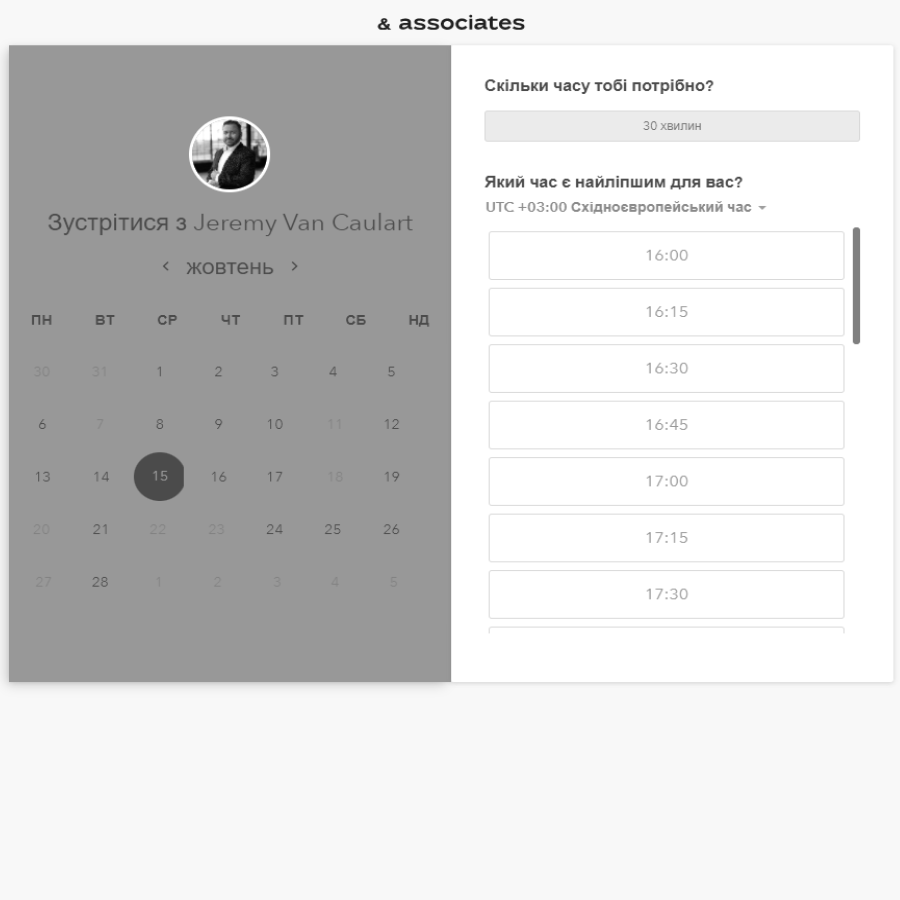 & associates
Зустрітися з Jeremy Van Caulart
жовтень
ПН ВТ СР ЧТ ПТ СБ НД
30 31 1 2 3 4 5
6 7 8 9 10 11 12
13 14 15 16 17 18 19
20 21 22 23 24 25 26
27 28 1 2 3 4 5
Скільки часу тобі потрібно?
30 хвилин
Який час є найліпшим для вас?
UTC +03:00 Східноєвропейський час
16:00
16:15
16:30
16:45
17:00
17:15
17:30